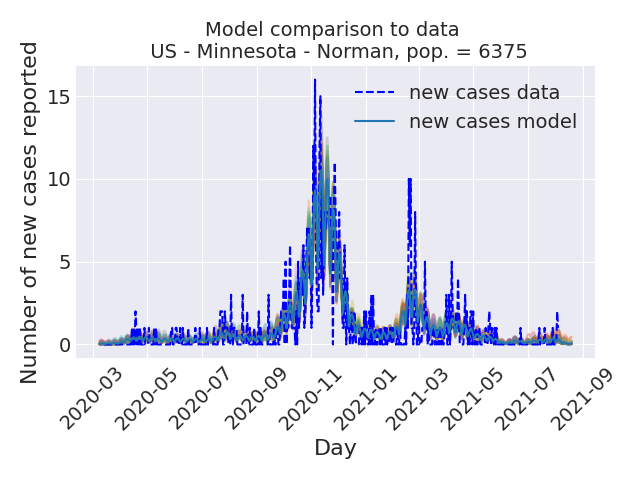 Model comparison to data
US - Minnesota - Norman, pop. = 6375
Number of new cases reported
15
10
5
0
new cases data
new cases model
2020-03
2020-05
2020-07
2020-09
2020-11
2021-01
2021-03
2021-05
2021-07
2021-09
Day